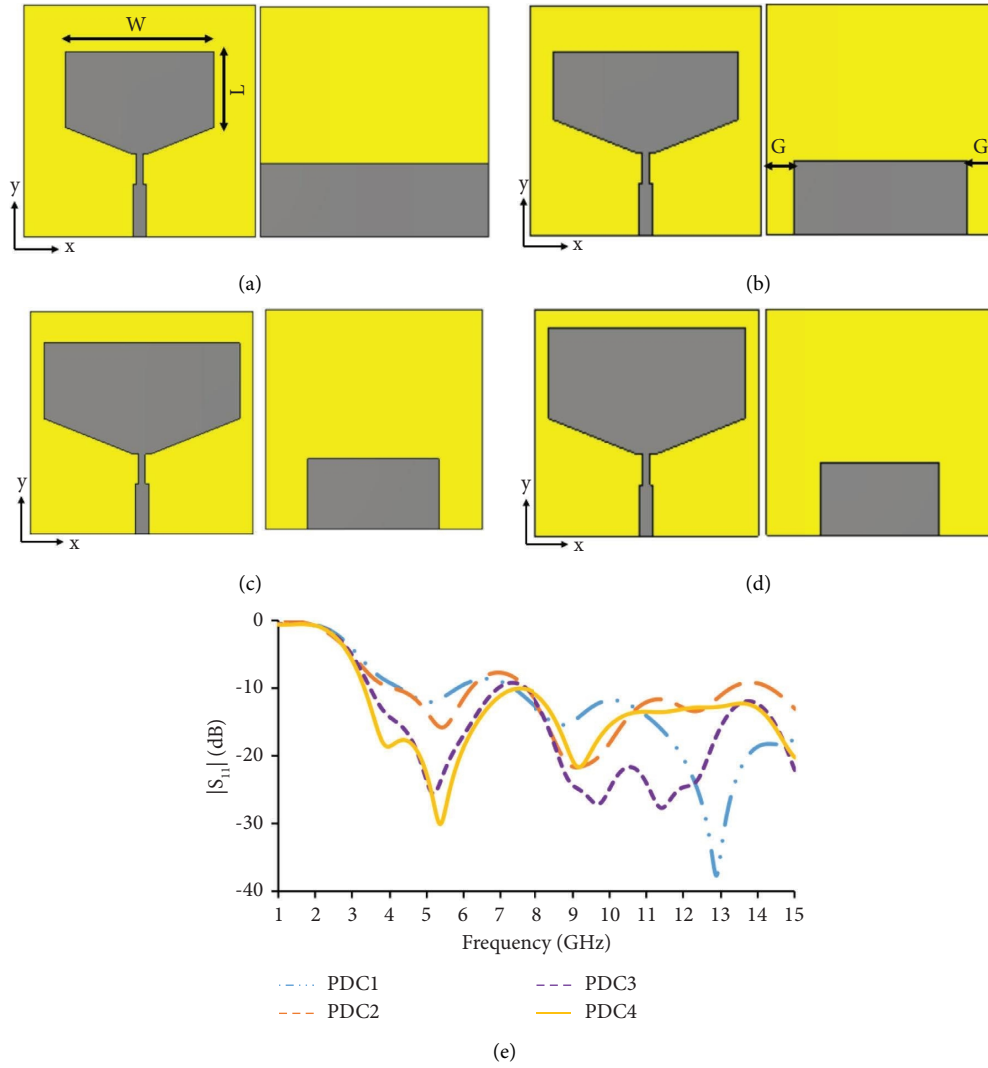 W
L
y
x
(a)
G
G
y
x
(b)
y
x
(c)
y
x
(d)
0
-10
-20
-30
-40
|S₁₁| (dB)
1 2 3 4 5 6 7 8 9 10 11 12 13 14 15
Frequency (GHz)
PDC1
PDC3
PDC2
PDC4
(e)